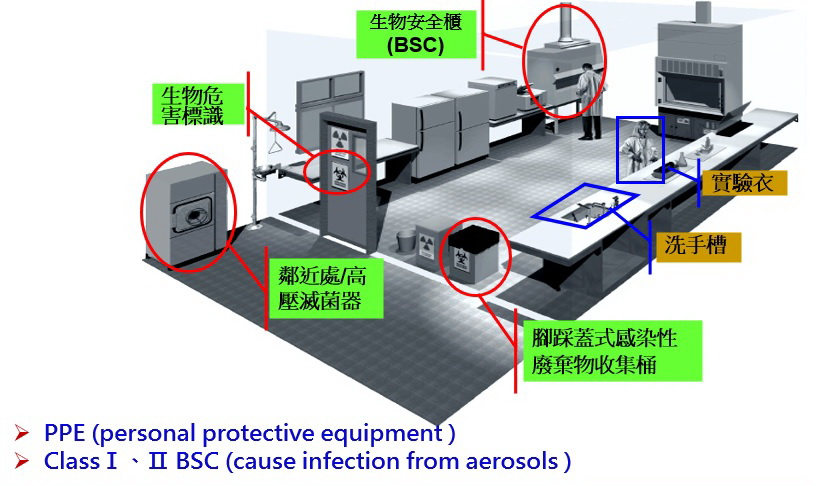 生物安全櫃
(BSC)
生物危
害標識
實驗衣
洗手槽
鄰近處/高
壓滅菌器
腳踩蓋式感染性
廢棄物收集桶
➢ PPE (personal protective equipment )
➢ Class Ⅰ、Ⅱ BSC (cause infection from aerosols )